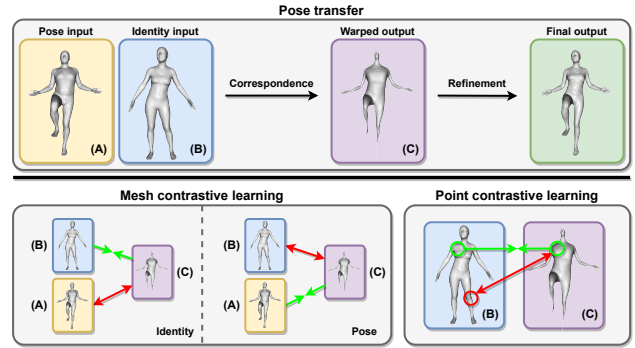 Pose transfer
Pose input
Identity input
Warped output
Final output
Correspondence
Refinement
(A)
(B)
(C)
Mesh contrastive learning
Point contrastive learning
(B)
(C)
(A)
Identity
(B)
(C)
(A)
Pose
(B)
(C)